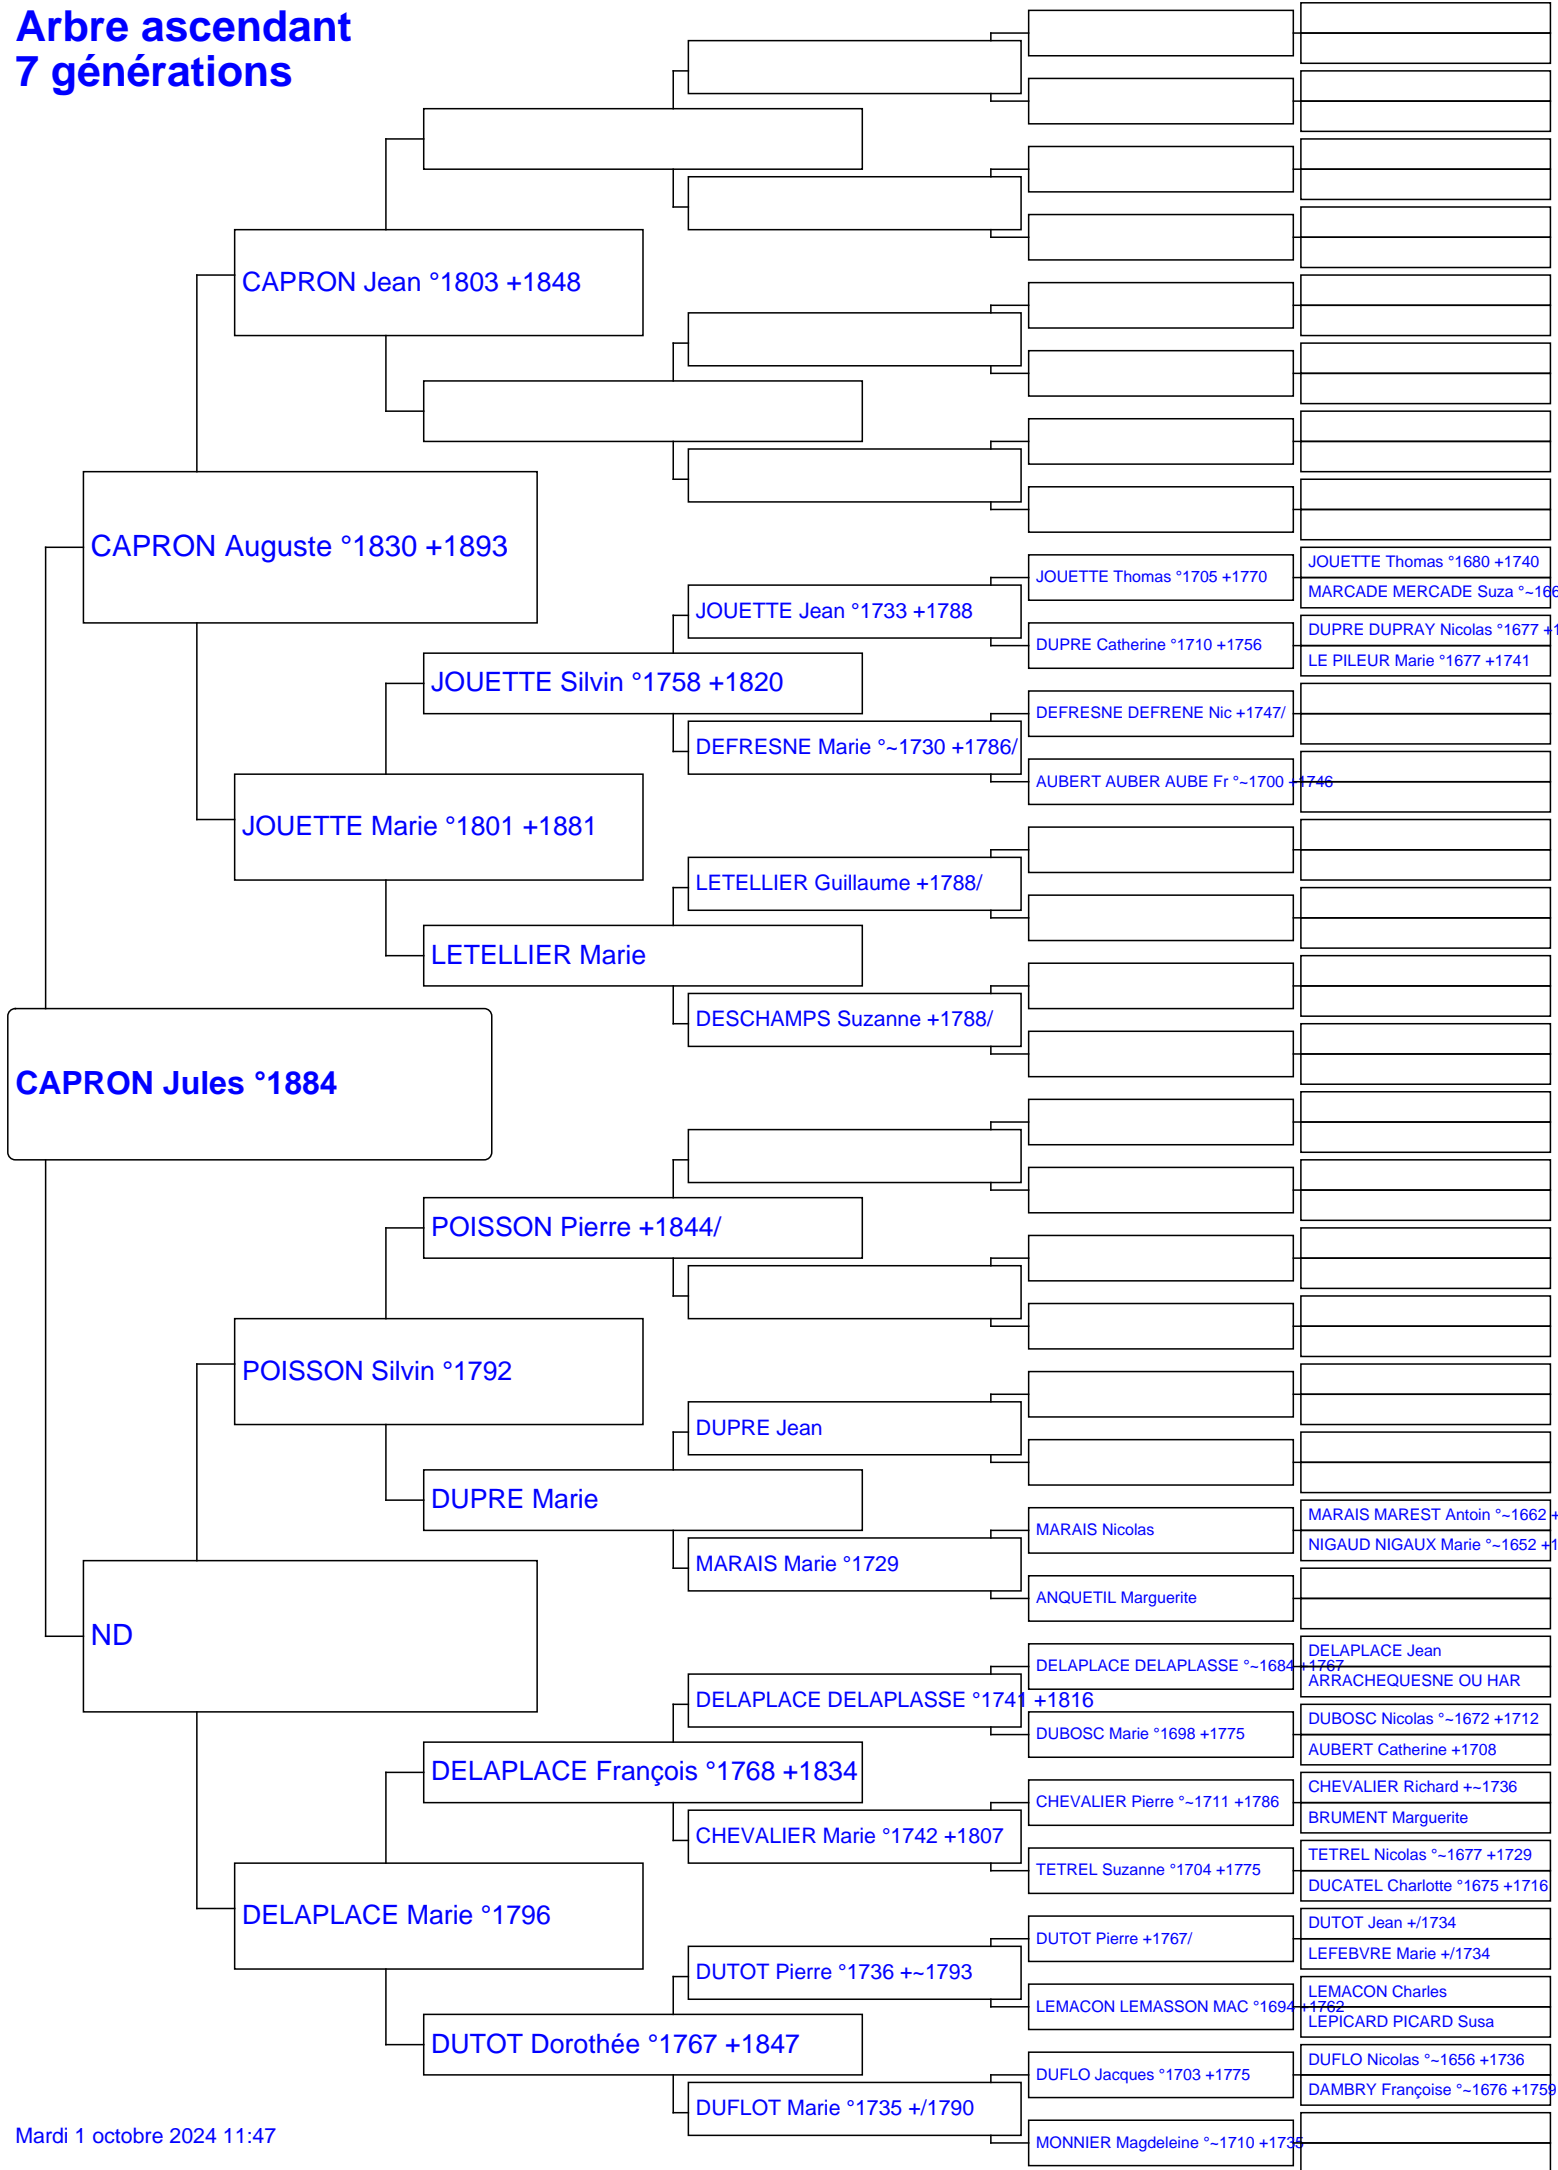 Arbre ascendant
7 générations
CAPRON Jean °1803 +1848
CAPRON Auguste °1830 +1893
JOUETTE Thomas °1680 +1740
JOUETTE Thomas °1705 +1770
MARCADE MERCADE Suza °~166
JOUETTE Jean °1733 +1788
DUPRE DUPRAY Nicolas °1677 +1
DUPRE Catherine °1710 +1756
LE PILEUR Marie °1677 +1741
JOUETTE Silvin °1758 +1820
DEFRESNE DEFRENE Nic +1747/
DEFRESNE Marie °~1730 +1786/
AUBERT AUBER AUBE Fr °~1700 +1746
JOUETTE Marie °1801 +1881
LETELLIER Guillaume +1788/
LETELLIER Marie
DESCHAMPS Suzanne +1788/
CAPRON Jules °1884
POISSON Pierre +1844/
POISSON Silvin °1792
DUPRE Jean
DUPRE Marie
MARAIS MAREST Antoin °~1662 +
MARAIS Nicolas
NIGAUD NIGAUX Marie °~1652 +1
MARAIS Marie °1729
ANQUETIL Marguerite
ND
DELAPLACE Jean
DELAPLACE DELAPLASSE °~1684 +1767
ARRACHEQUESNE OU HAR
DELAPLACE DELAPLASSE °1741 +1816
DUBOSC Nicolas °~1672 +1712
DUBOSC Marie °1698 +1775
AUBERT Catherine +1708
DELAPLACE François °1768 +1834
CHEVALIER Richard +~1736
CHEVALIER Pierre °~1711 +1786
BRUMENT Marguerite
CHEVALIER Marie °1742 +1807
TETREL Nicolas °~1677 +1729
TETREL Suzanne °1704 +1775
DUCATEL Charlotte °1675 +1716
DELAPLACE Marie °1796
DUTOT Jean +/1734
DUTOT Pierre +1767/
LEFEBVRE Marie +/1734
DUTOT Pierre °1736 +~1793
LEMACON Charles
LEMACON LEMASSON MAC °1694 +1762
LEPICARD PICARD Susa
DUTOT Dorothée °1767 +1847
DUFLO Nicolas °~1656 +1736
DUFLO Jacques °1703 +1775
DAMBRY Françoise °~1676 +1759
DUFLOT Marie °1735 +/1790
MONNIER Magdeleine °~1710 +1735
Mardi 1 octobre 2024 11:47